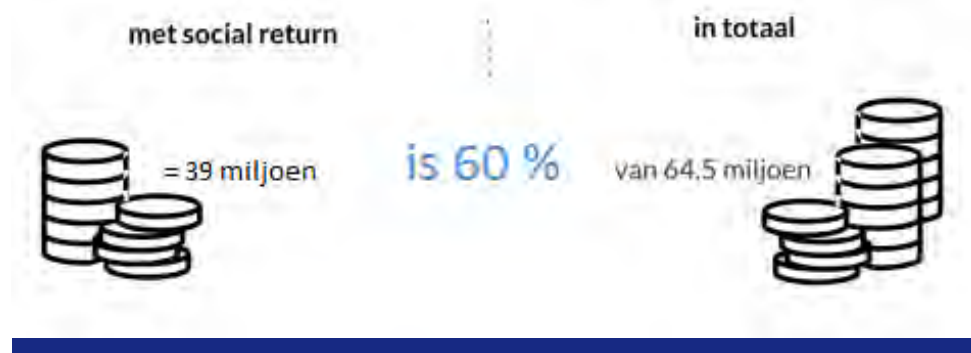 met social return
in totaal
= 39 miljoen
is 60 %
van 64,5 miljoen